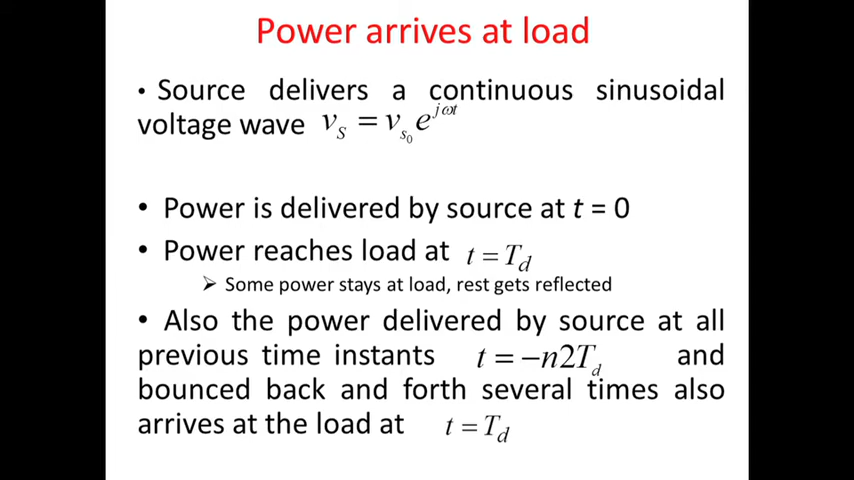 Power arrives at load
• Source delivers a continuous sinusoidal
voltage wave v_S = v_{s_0} e^{jωt}
• Power is delivered by source at t = 0
• Power reaches load at t = T_d
➢ Some power stays at load, rest gets reflected
• Also the power delivered by source at all
previous time instants t = −n2T_d and
bounced back and forth several times also
arrives at the load at t = T_d